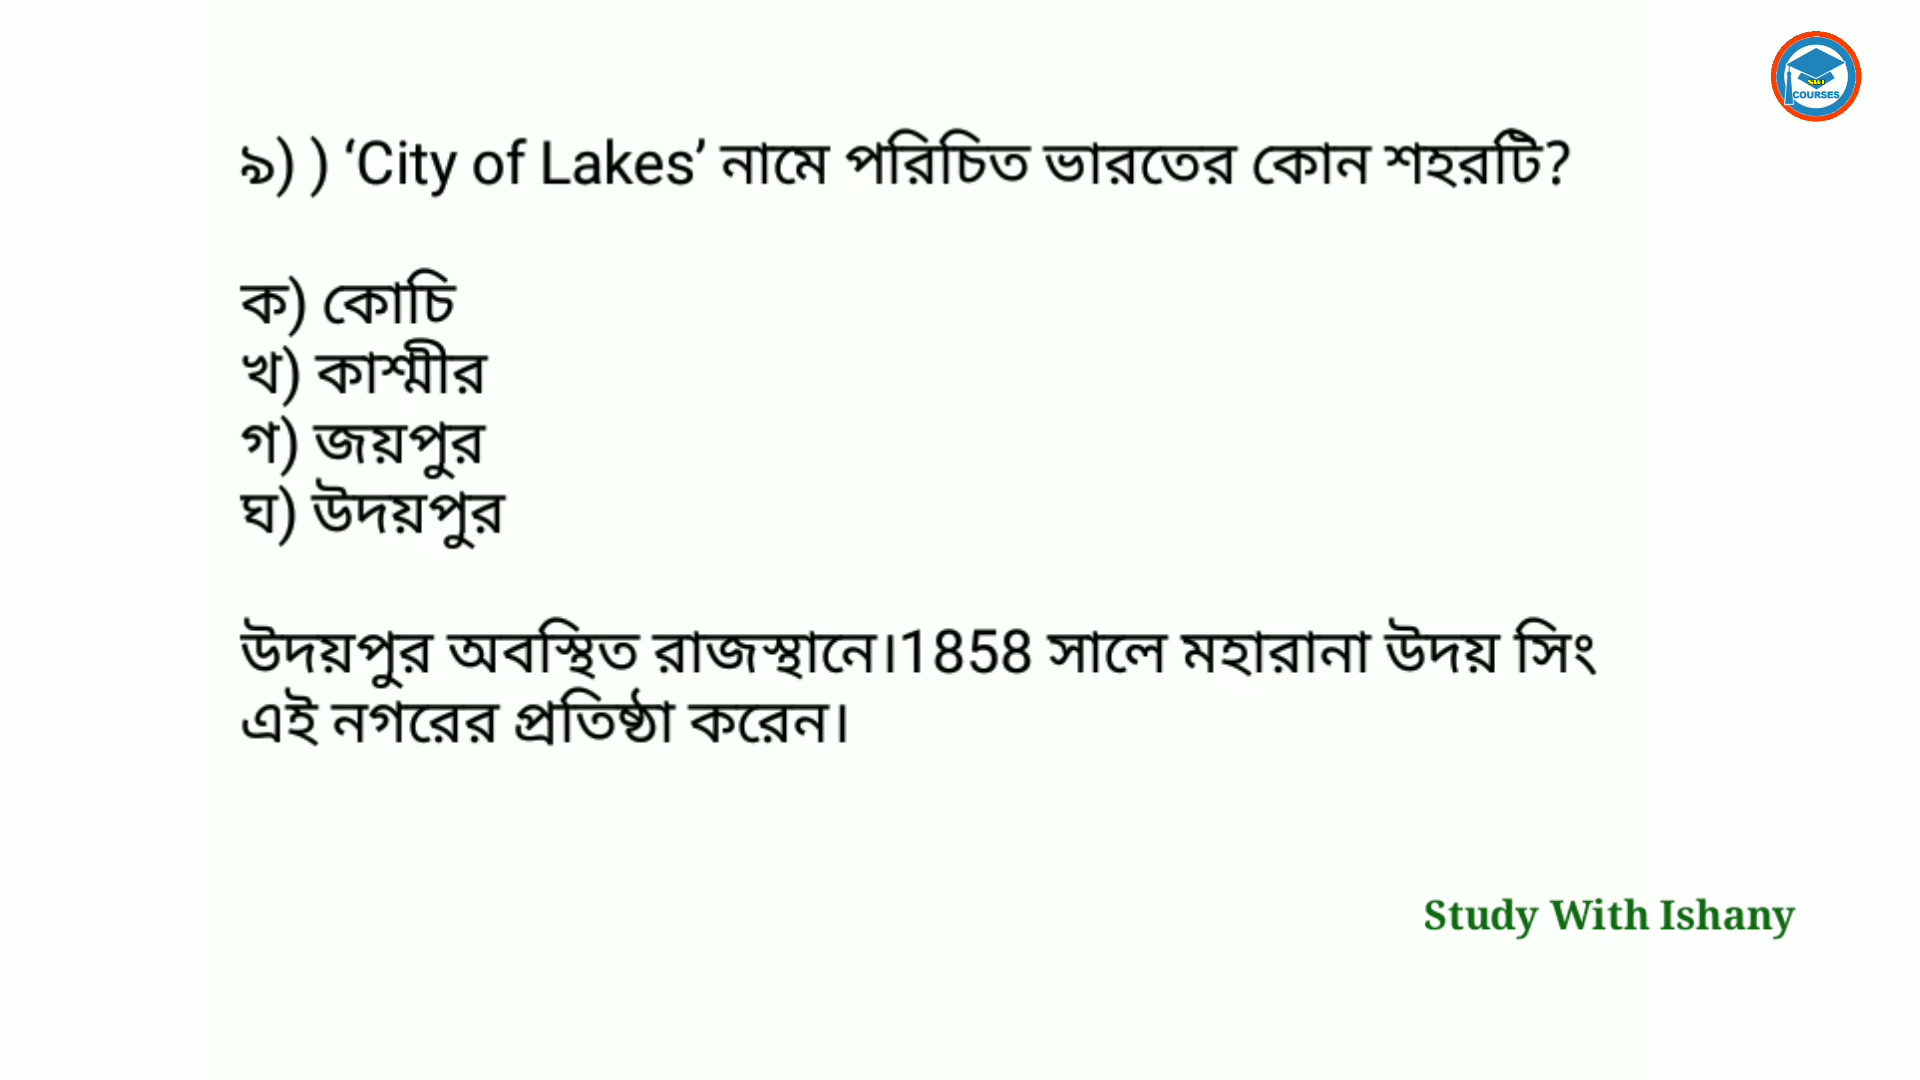 ৯) ) ‘City of Lakes’ নামে পরিচিত ভারতের কোন শহরটি?
ক) কোচি
খ) কাশ্মীর
গ) জয়পুর
ঘ) উদয়পুর
উদয়পুর অবস্থিত রাজস্থানে।1858 সালে মহারানা উদয় সিং
এই নগরের প্রতিষ্ঠা করেন।
COURSES
Study With Ishany